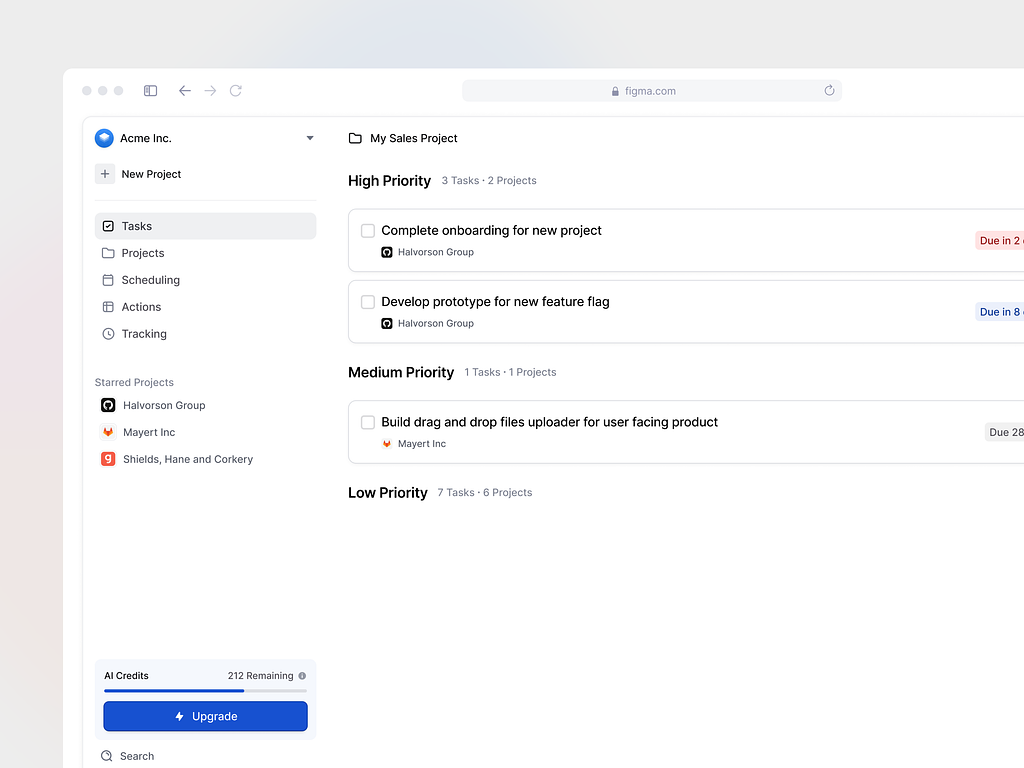 figma.com
Acme Inc.
New Project
Tasks
Projects
Scheduling
Actions
Tracking
Starred Projects
Halvorson Group
Mayert Inc
g Shields, Hane and Corkery
AI Credits 212 Remaining
Upgrade
Search
My Sales Project
High Priority 3 Tasks · 2 Projects
Complete onboarding for new project
Halvorson Group
Due in 2
Develop prototype for new feature flag
Halvorson Group
Due in 8
Medium Priority 1 Tasks · 1 Projects
Build drag and drop files uploader for user facing product
Mayert Inc
Due 28
Low Priority 7 Tasks · 6 Projects